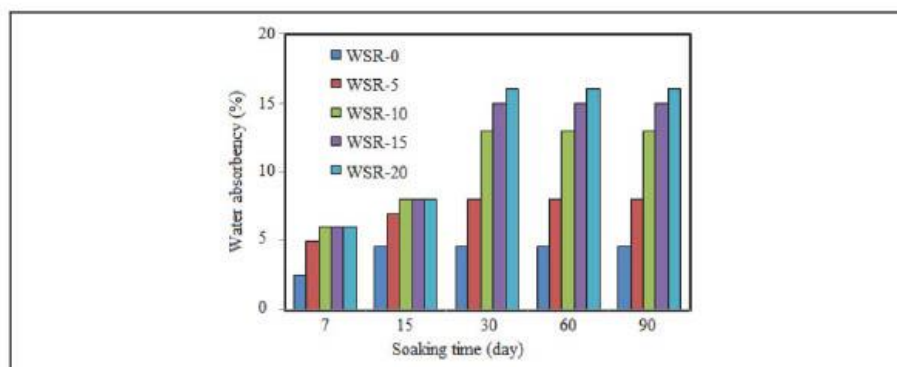 20
WSR-0
WSR-5
15
WSR-10
WSR-15
10
WSR-20
Water absorbency (%)
5
0
7 15 30 60 90
Soaking time (day)